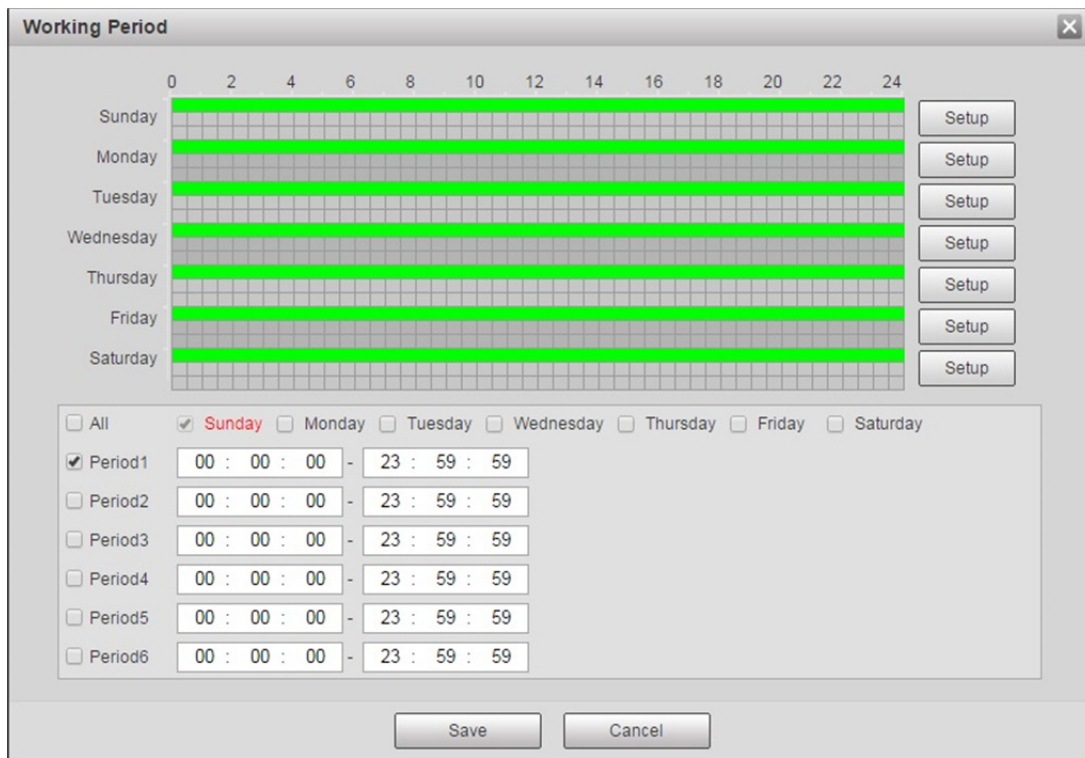 Working Period
0 2 4 6 8 10 12 14 16 18 20 22 24
Sunday Setup
Monday Setup
Tuesday Setup
Wednesday Setup
Thursday Setup
Friday Setup
Saturday Setup
All Sunday Monday Tuesday Wednesday Thursday Friday Saturday
Period1 00 : 00 : 00 - 23 : 59 : 59
Period2 00 : 00 : 00 - 23 : 59 : 59
Period3 00 : 00 : 00 - 23 : 59 : 59
Period4 00 : 00 : 00 - 23 : 59 : 59
Period5 00 : 00 : 00 - 23 : 59 : 59
Period6 00 : 00 : 00 - 23 : 59 : 59
Save Cancel